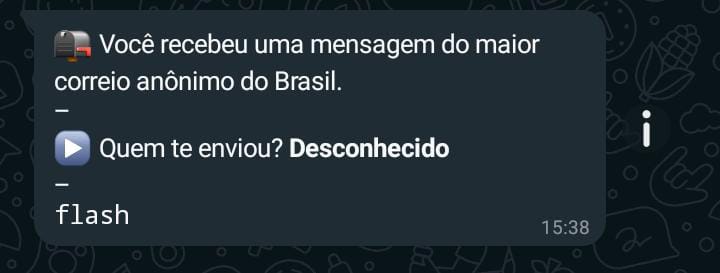 📪 Você recebeu uma mensagem do maior
correio anônimo do Brasil.
–
▶️ Quem te enviou? Desconhecido
–
flash
15:38